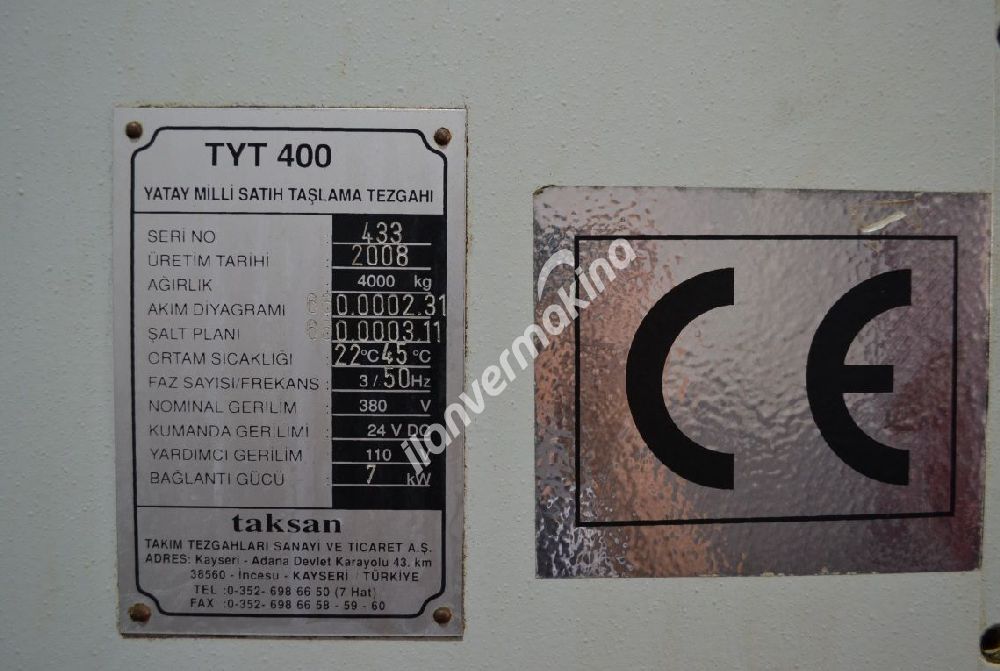 TYT 400
YATAY MİLLİ SATIH TAŞLAMA TEZGAHI
SERİ NO : 433
ÜRETİM TARİHİ : 2008
AĞIRLIK : 4000 kg
AKIM DİYAGRAMI : 660.0002.31
ŞALT PLANI : 660.0003.11
ORTAM SICAKLIĞI : 22°C 45°C
FAZ SAYISI/FREKANS : 3 / 50Hz
NOMİNAL GERİLİM : 380 V
KUMANDA GERİLİMİ : 24 V DC
YARDIMCI GERİLİM : 110
BAĞLANTI GÜCÜ : 7 kW
taksan
TAKIM TEZGAHLARI SANAYİ VE TİCARET A.Ş.
ADRES: Kayseri - Adana Devlet Karayolu 43. km
38560 - İncesu - KAYSERİ / TÜRKİYE
TEL :0-352- 698 66 50 (7 Hat)
FAX :0-352- 698 66 58 - 59 - 60
CE
ilanvermakina